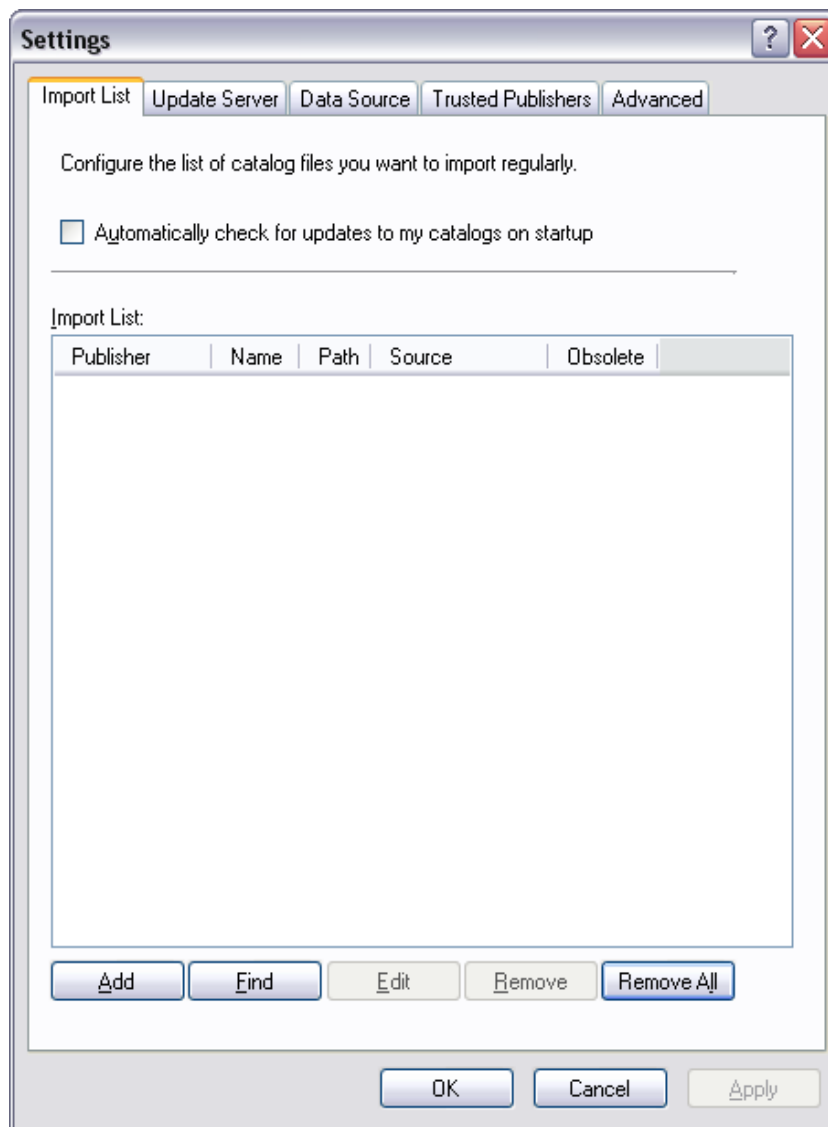 Settings
Import List Update Server Data Source Trusted Publishers Advanced
Configure the list of catalog files you want to import regularly.
Automatically check for updates to my catalogs on startup
Import List:
Publisher Name Path Source Obsolete
Add Find Edit Remove Remove All
OK Cancel Apply